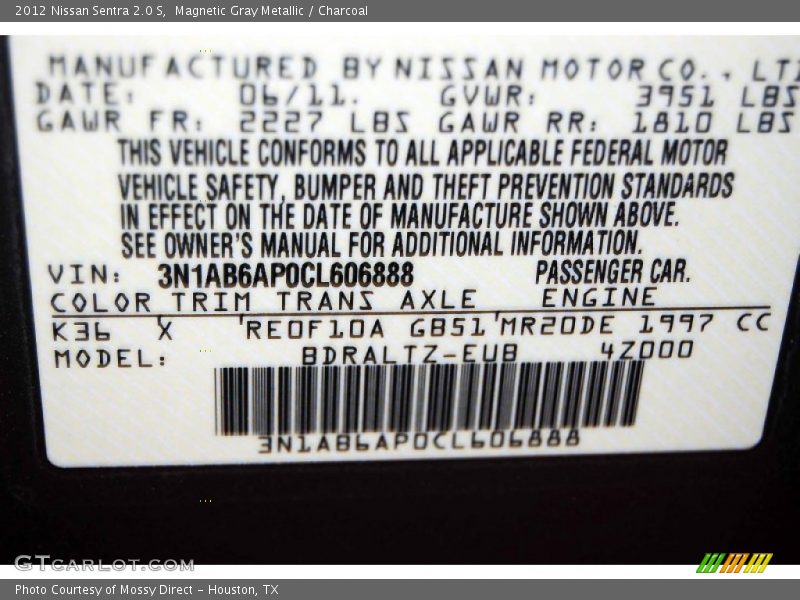 2012 Nissan Sentra 2.0 S,  Magnetic Gray Metallic / Charcoal
MANUFACTURED BY NISSAN MOTOR CO., LT
DATE: 06/11. GVWR: 3951 LBS
GAWR FR: 2227 LBS GAWR RR: 1810 LBS
THIS VEHICLE CONFORMS TO ALL APPLICABLE FEDERAL MOTOR
VEHICLE SAFETY, BUMPER AND THEFT PREVENTION STANDARDS
IN EFFECT ON THE DATE OF MANUFACTURE SHOWN ABOVE.
SEE OWNER'S MANUAL FOR ADDITIONAL INFORMATION.
VIN: 3N1AB6AP0CL606888 PASSENGER CAR.
COLOR TRIM TRANS AXLE ENGINE
K36 X RE0F10A GB51 MR20DE 1997 CC
MODEL: BDRALTZ-EUB 4Z000
3N1AB6AP0CL606888
GTCARLOT.COM
Photo Courtesy of Mossy Direct - Houston, TX